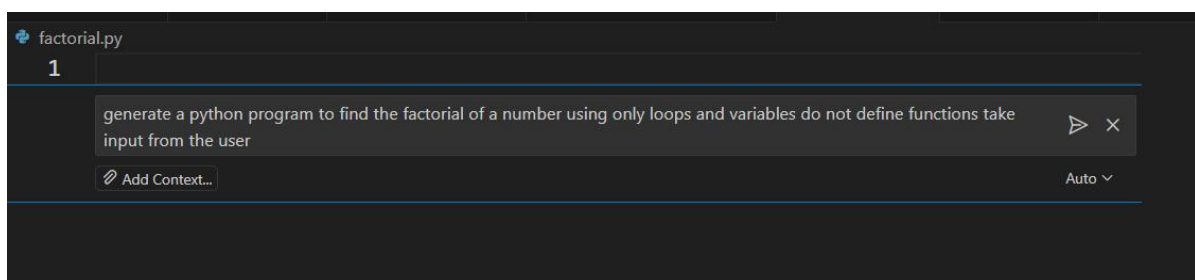 factorial.py
1
generate a python program to find the factorial of a number using only loops and variables do not define functions take
input from the user
Add Context...
Auto